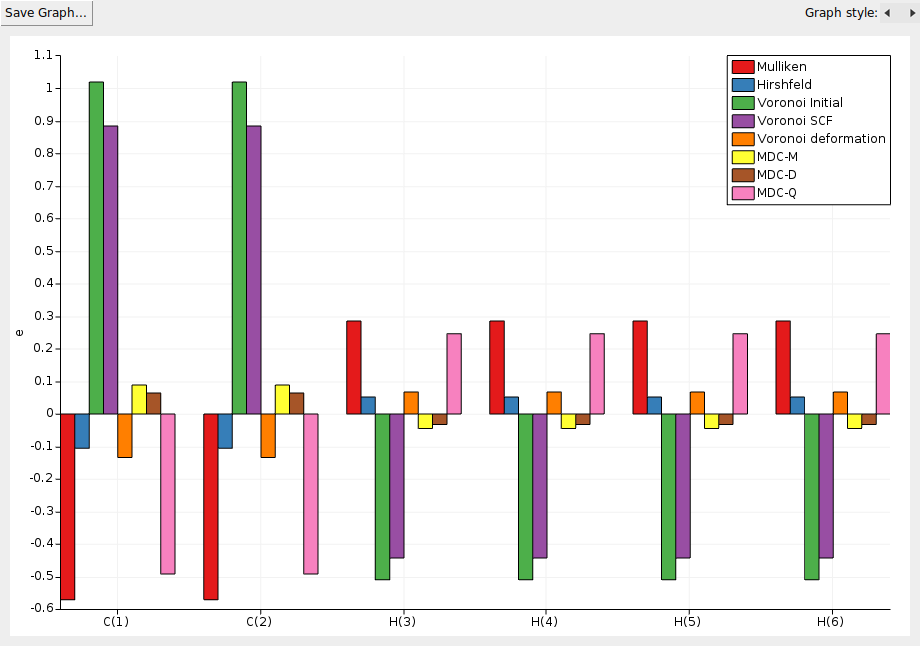 Save Graph...
Graph style:
1.1
1
0.9
0.8
0.7
0.6
0.5
0.4
0.3
0.2
0.1
0
-0.1
-0.2
-0.3
-0.4
-0.5
-0.6
e
Mulliken
Hirshfeld
Voronoi Initial
Voronoi SCF
Voronoi deformation
MDC-M
MDC-D
MDC-Q
C(1) C(2) H(3) H(4) H(5) H(6)